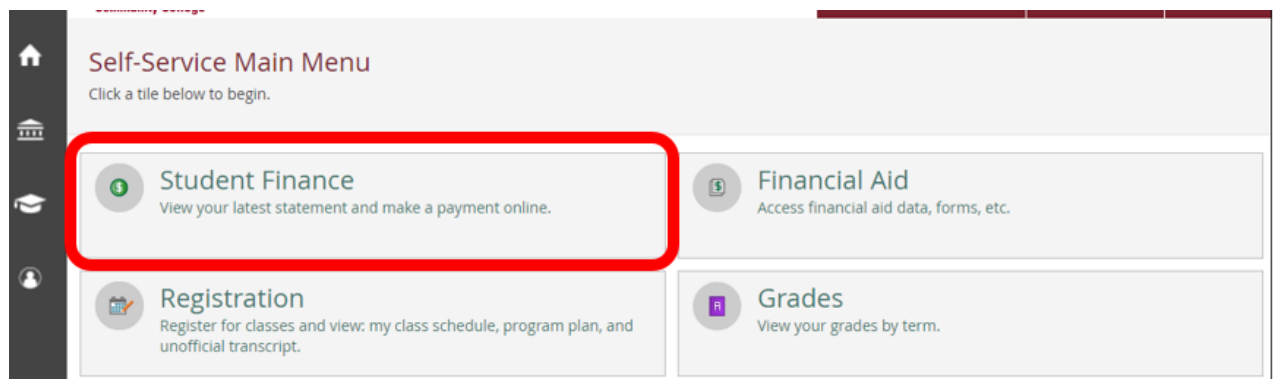 Community College
Self-Service Main Menu
Click a tile below to begin.
Student Finance
View your latest statement and make a payment online.
Financial Aid
Access financial aid data, forms, etc.
Registration
Register for classes and view: my class schedule, program plan, and
unofficial transcript.
Grades
View your grades by term.